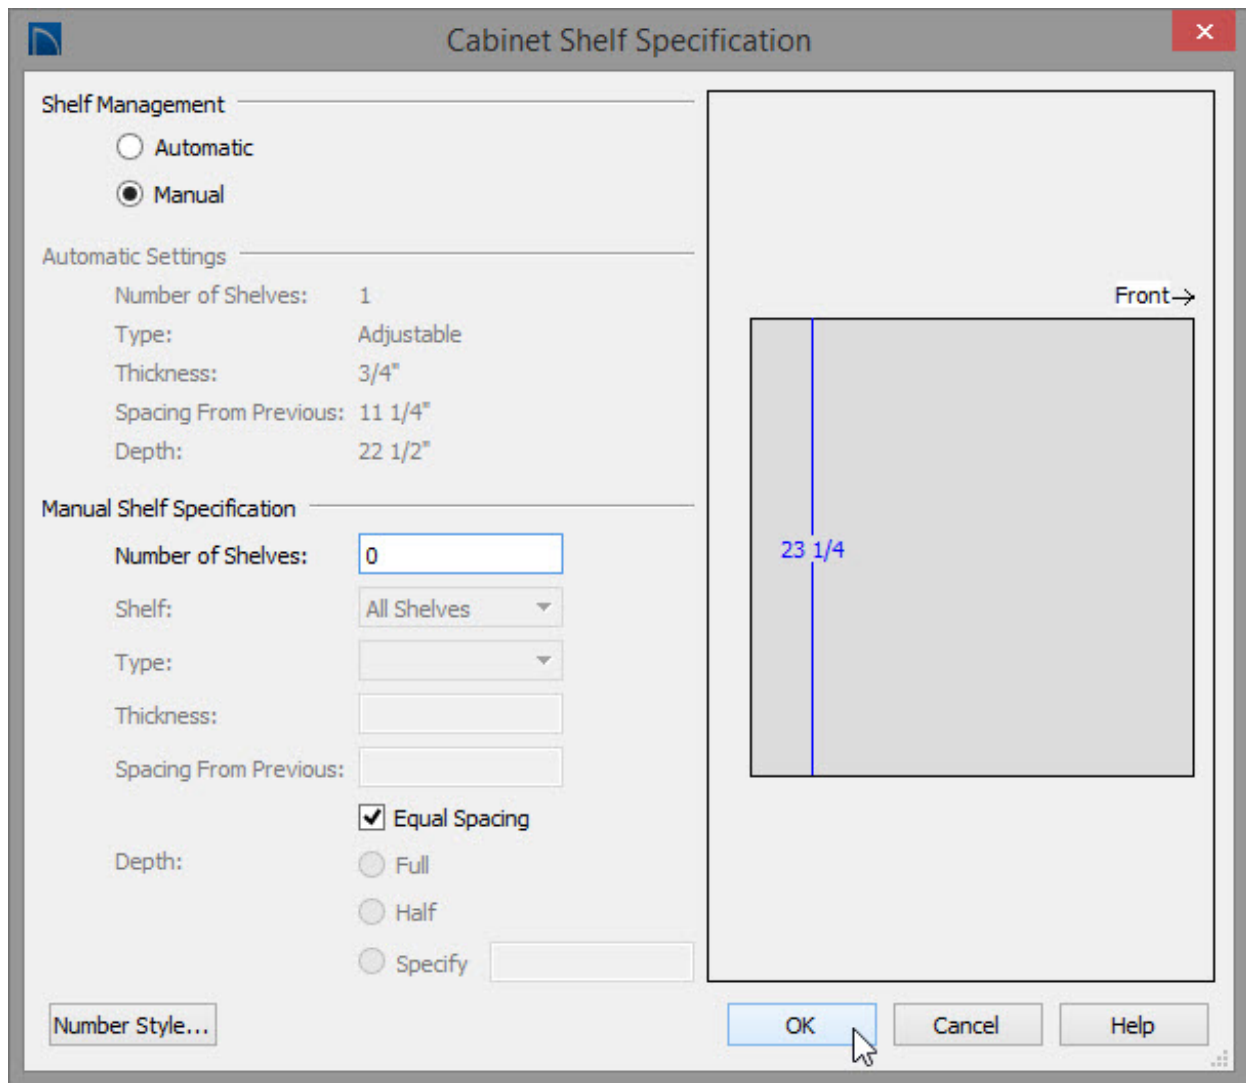 Cabinet Shelf Specification
Shelf Management
Automatic
Manual
Automatic Settings
Number of Shelves: 1
Type: Adjustable
Thickness: 3/4"
Spacing From Previous: 11 1/4"
Depth: 22 1/2"
Manual Shelf Specification
Number of Shelves: 0
Shelf: All Shelves
Type:
Thickness:
Spacing From Previous:
Equal Spacing
Depth: Full
Half
Specify
Front
23 1/4
Number Style...
OK
Cancel
Help